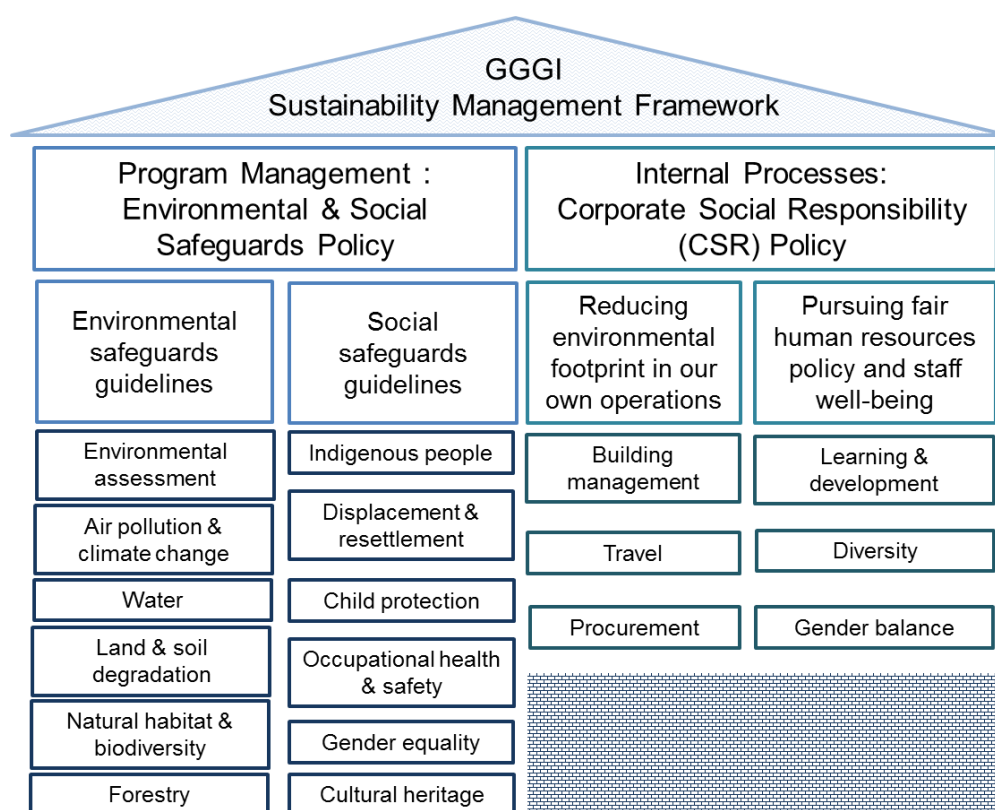 GGGI
Sustainability Management Framework
Program Management :
Environmental & Social
Safeguards Policy
Internal Processes:
Corporate Social Responsibility
(CSR) Policy
Environmental
safeguards
guidelines
Social
safeguards
guidelines
Reducing
environmental
footprint in our
own operations
Pursuing fair
human resources
policy and staff
well-being
Environmental
assessment
Air pollution &
climate change
Water
Land & soil
degradation
Natural habitat &
biodiversity
Forestry
Indigenous people
Displacement &
resettlement
Child protection
Occupational health
& safety
Gender equality
Cultural heritage
Building
management
Travel
Procurement
Learning &
development
Diversity
Gender balance